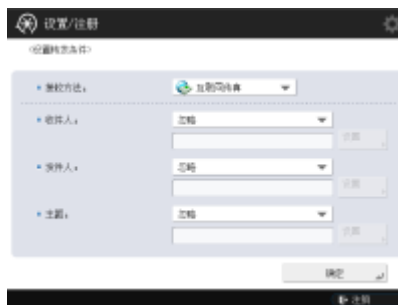 设置/注册
<设置转发条件>
接收方法:
互联网传真
收件人:
忽略
设置
发件人:
忽略
设置
主题:
忽略
设置
确定
注销